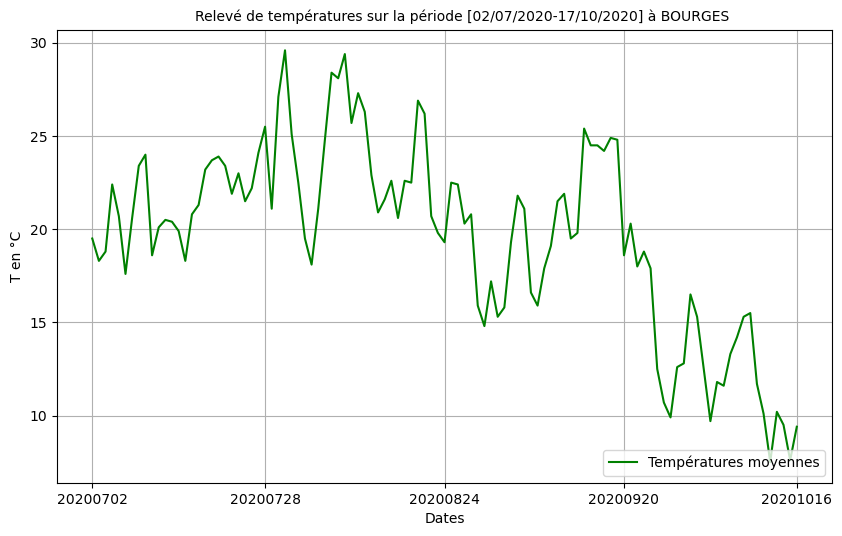 Relevé de températures sur la période [02/07/2020-17/10/2020] à BOURGES
30
25
20
15
10
T en °C
20200702 20200728 20200824 20200920 20201016
Dates
Températures moyennes